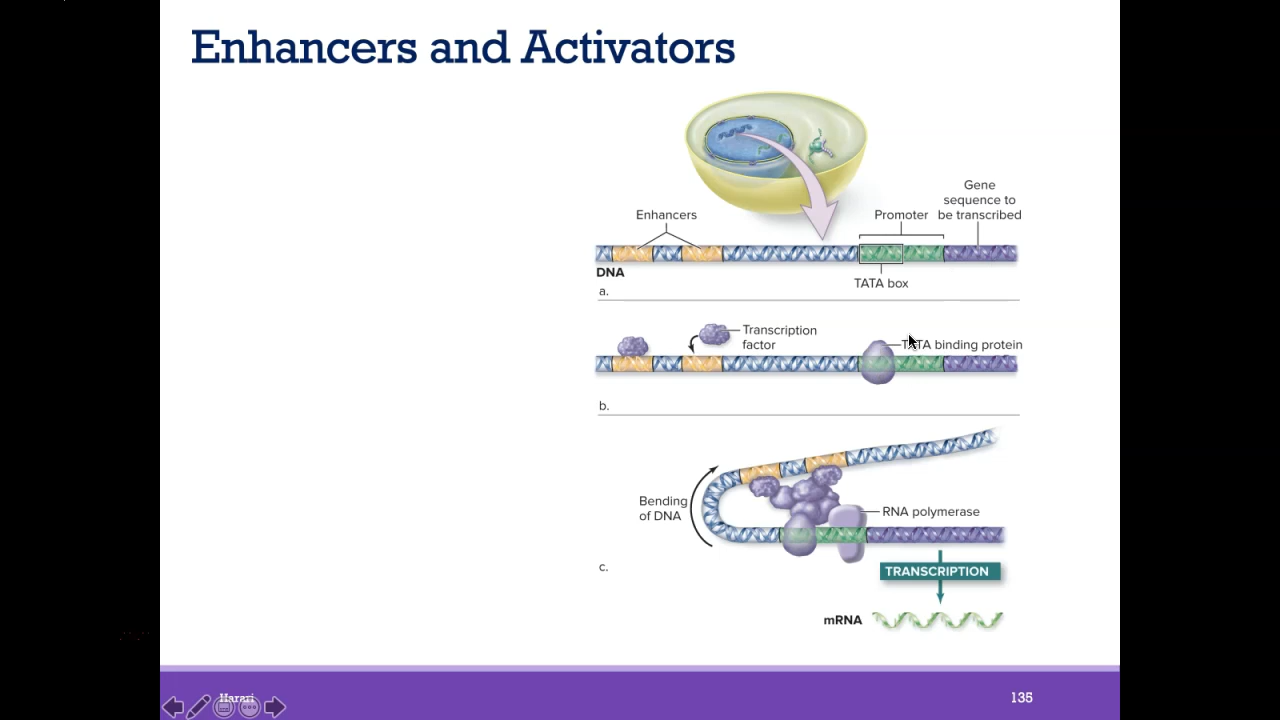 Enhancers and Activators
Gene
sequence to
be transcribed
Enhancers
Promoter
DNA
TATA box
a.
Transcription
factor
TATA binding protein
b.
Bending
of DNA
RNA polymerase
c.
TRANSCRIPTION
mRNA
Harari
135